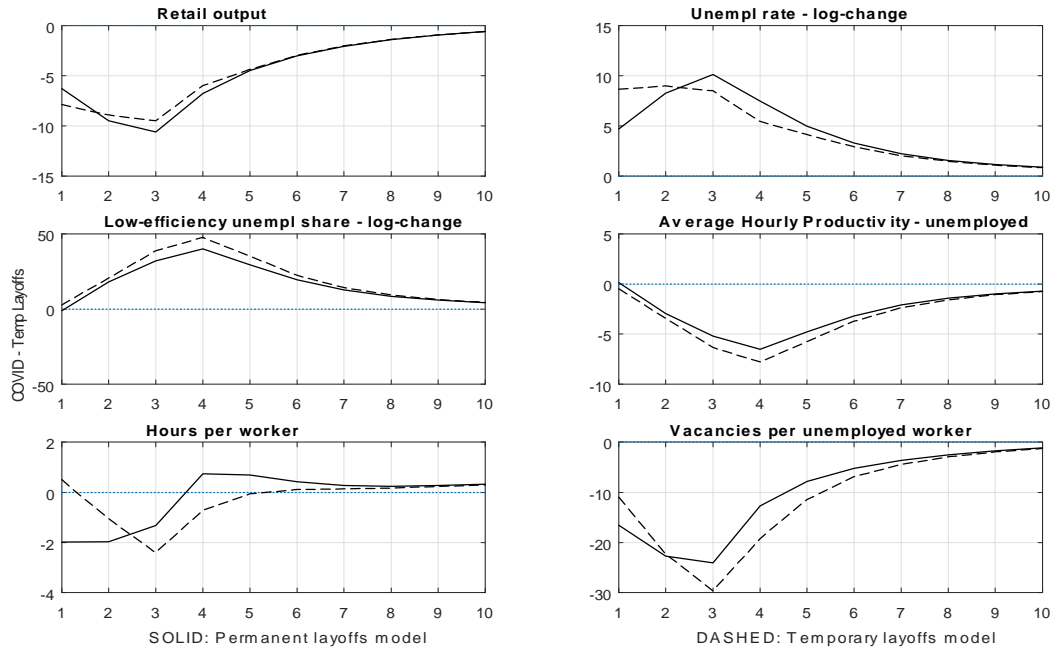 Retail output
0
-5
-10
-15
1 2 3 4 5 6 7 8 9 10
Unempl rate - log-change
15
10
5
0
1 2 3 4 5 6 7 8 9 10
Low-efficiency unempl share - log-change
50
0
-50
1 2 3 4 5 6 7 8 9 10
COVID - Temp Layoffs
Average Hourly Productivity - unemployed
5
0
-5
-10
1 2 3 4 5 6 7 8 9 10
Hours per worker
2
0
-2
-4
1 2 3 4 5 6 7 8 9 10
SOLID: Permanent layoffs model
Vacancies per unemployed worker
0
-10
-20
-30
1 2 3 4 5 6 7 8 9 10
DASHED: Temporary layoffs model